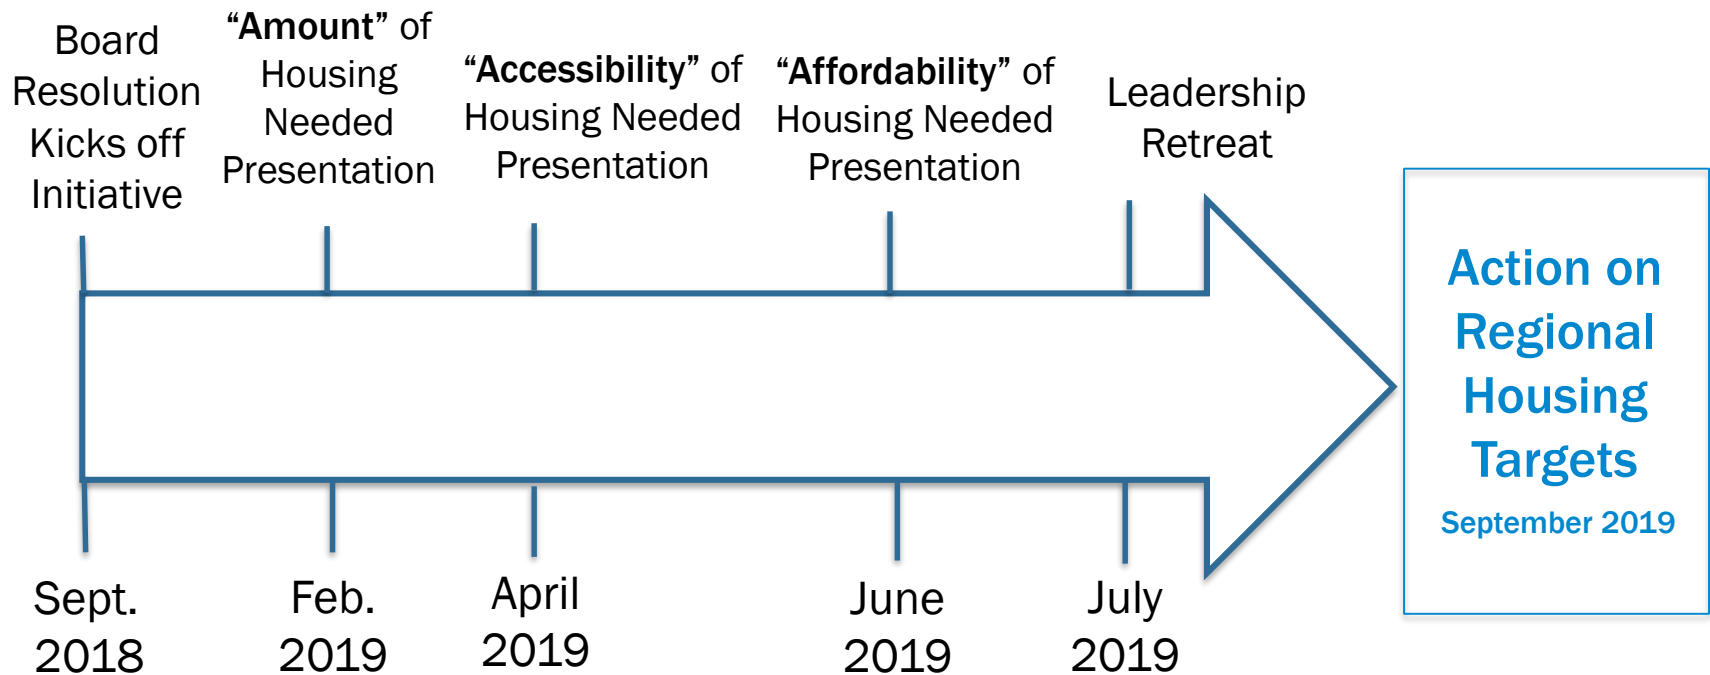 Board
Resolution
Kicks off
Initiative
“Amount” of
Housing
Needed
Presentation
“Accessibility” of
Housing Needed
Presentation
“Affordability” of
Housing Needed
Presentation
Leadership
Retreat
Action on
Regional
Housing
Targets
September 2019
Sept.
2018
Feb.
2019
April
2019
June
2019
July
2019